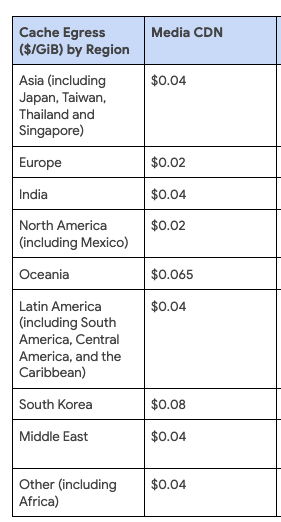 Cache Egress Media CDN
($/GiB) by Region
Asia (including $0.04
Japan, Taiwan,
Thailand and
Singapore)
Europe $0.02
India $0.04
North America $0.02
(including Mexico)
Oceania $0.065
Latin America $0.04
(including South
America, Central
America, and the
Caribbean)
South Korea $0.08
Middle East $0.04
Other (including $0.04
Africa)